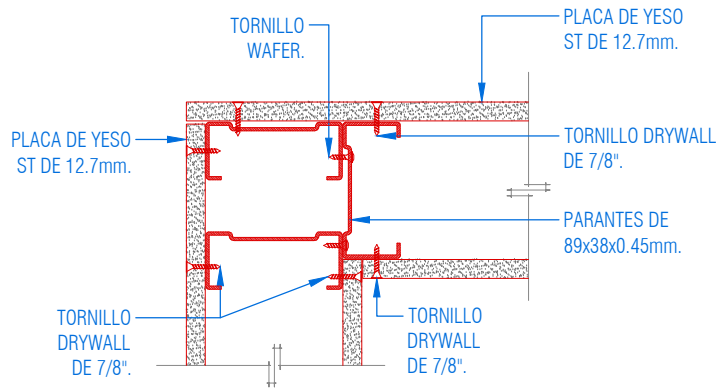 PLACA DE YESO
ST DE 12.7mm.
TORNILLO
WAFER.
PLACA DE YESO
ST DE 12.7mm.
TORNILLO DRYWALL
DE 7/8".
PARANTES DE
89x38x0.45mm.
TORNILLO
DRYWALL
DE 7/8".
TORNILLO
DRYWALL
DE 7/8".